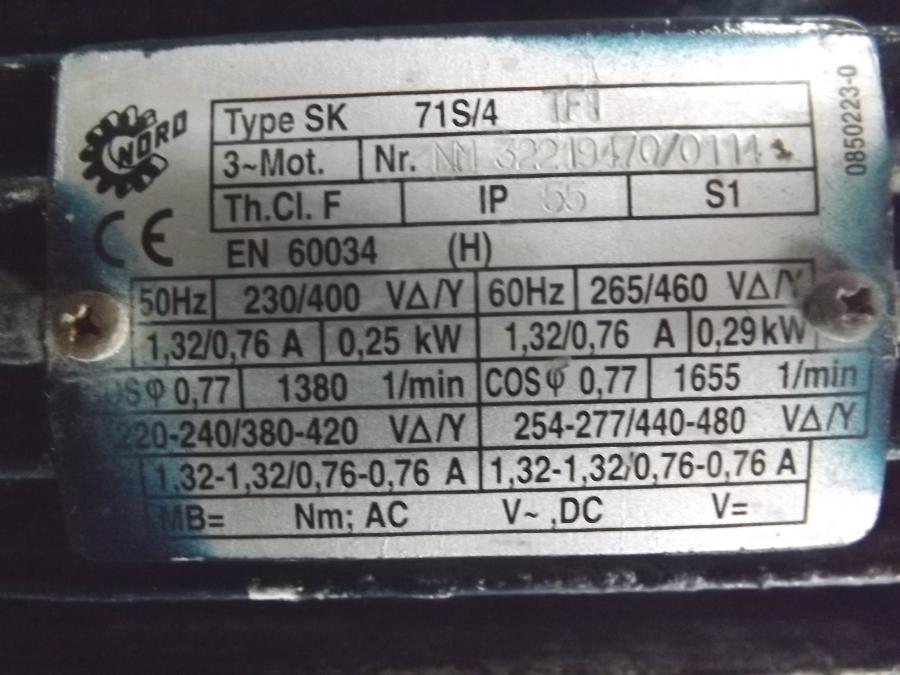 NORD
Type SK 71S/4 TF1
3~Mot. Nr. NM 32219470/0114
Th.Cl. F IP 55 S1
0850223-0
CE EN 60034 (H)
50Hz 230/400 VΔ/Y 60Hz 265/460 VΔ/Y
1,32/0,76 A 0,25 kW 1,32/0,76 A 0,29 kW
COSφ 0,77 1380 1/min COSφ 0,77 1655 1/min
220-240/380-420 VΔ/Y 254-277/440-480 VΔ/Y
1,32-1,32/0,76-0,76 A 1,32-1,32/0,76-0,76 A
MB= Nm; AC V~ ,DC V=